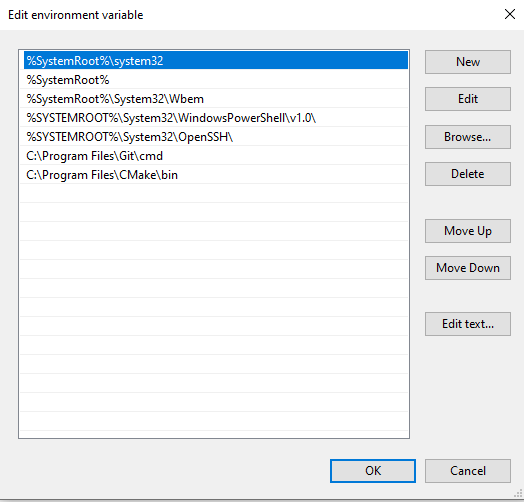 Edit environment variable
%SystemRoot%\system32
%SystemRoot%
%SystemRoot%\System32\Wbem
%SYSTEMROOT%\System32\WindowsPowerShell\v1.0\
%SYSTEMROOT%\System32\OpenSSH\
C:\Program Files\Git\cmd
C:\Program Files\CMake\bin
New
Edit
Browse...
Delete
Move Up
Move Down
Edit text...
OK
Cancel